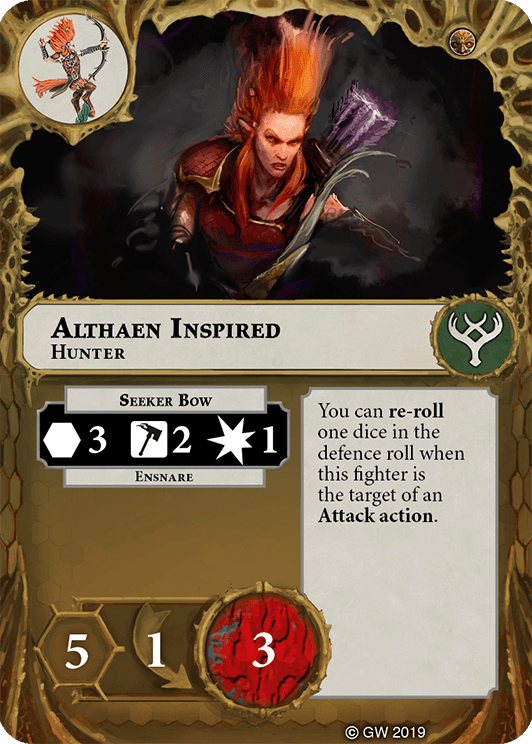 Althaen Inspired
Hunter
Seeker Bow
3 2 1
Ensnare
You can re-roll
one dice in the
defence roll when
this fighter is
the target of an
Attack action.
5 1 3
© GW 2019